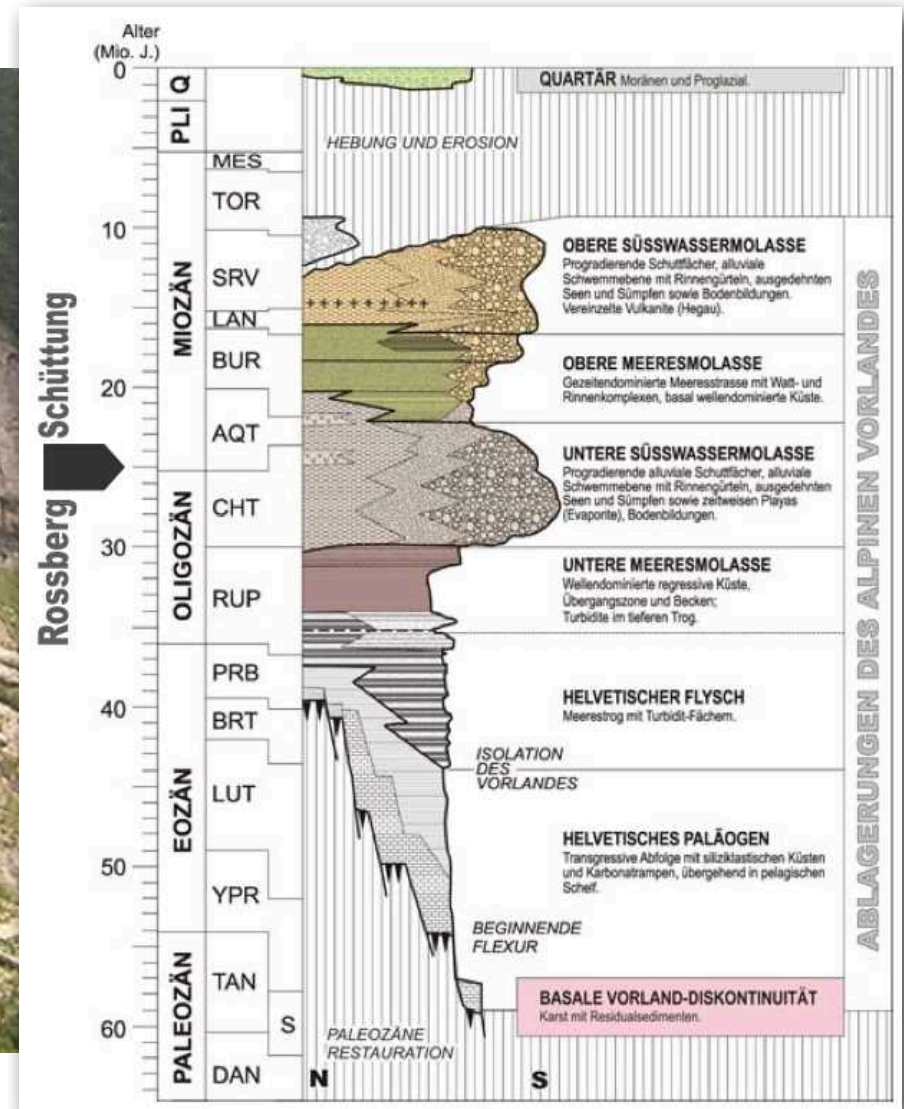 Alter
(Mio. J.)
0
10
20
30
40
50
60
Rossberg Schüttung
Q
PLI
MIOZÄN
OLIGOZÄN
EOZÄN
PALEOZÄN
MES
TOR
SRV
LAN
BUR
AQT
CHT
RUP
PRB
BRT
LUT
YPR
TAN
S
DAN
QUARTÄR Moränen und Proglazial.
HEBUNG UND EROSION
OBERE SÜSSWASSERMOLASSE
Progradierende Schuttfächer, alluviale
Schwemmebene mit Rinnengürteln, ausgedehnten
Seen und Sümpfen sowie Bodenbildungen.
Vereinzelte Vulkanite (Hegau).
OBERE MEERESMOLASSE
Gezeitendominierte Meeresstrasse mit Watt- und
Rinnenkomplexen, basal wellendominierte Küste.
UNTERE SÜSSWASSERMOLASSE
Progradierende alluviale Schuttfächer, alluviale
Schwemmebene mit Rinnengürteln, ausgedehnten
Seen und Sümpfen sowie zeitweisen Playas
(Evaporite), Bodenbildungen.
UNTERE MEERESMOLASSE
Wellendominierte regressive Küste,
Übergangszone und Becken;
Turbidite im tieferen Trog.
HELVETISCHER FLYSCH
Meerestrog mit Turbidit-Fächern.
ISOLATION
DES
VORLANDES
HELVETISCHES PALÄOGEN
Transgressive Abfolge mit siliziklastischen Küsten
und Karbonatrampen, übergehend in pelagischen
Schelf.
BEGINNENDE
FLEXUR
BASALE VORLAND-DISKONTINUITÄT
Karst mit Residualsedimenten.
PALEOZÄNE
RESTAURATION
N
S
ABLAGERUNGEN DES ALPINEN VORLANDES